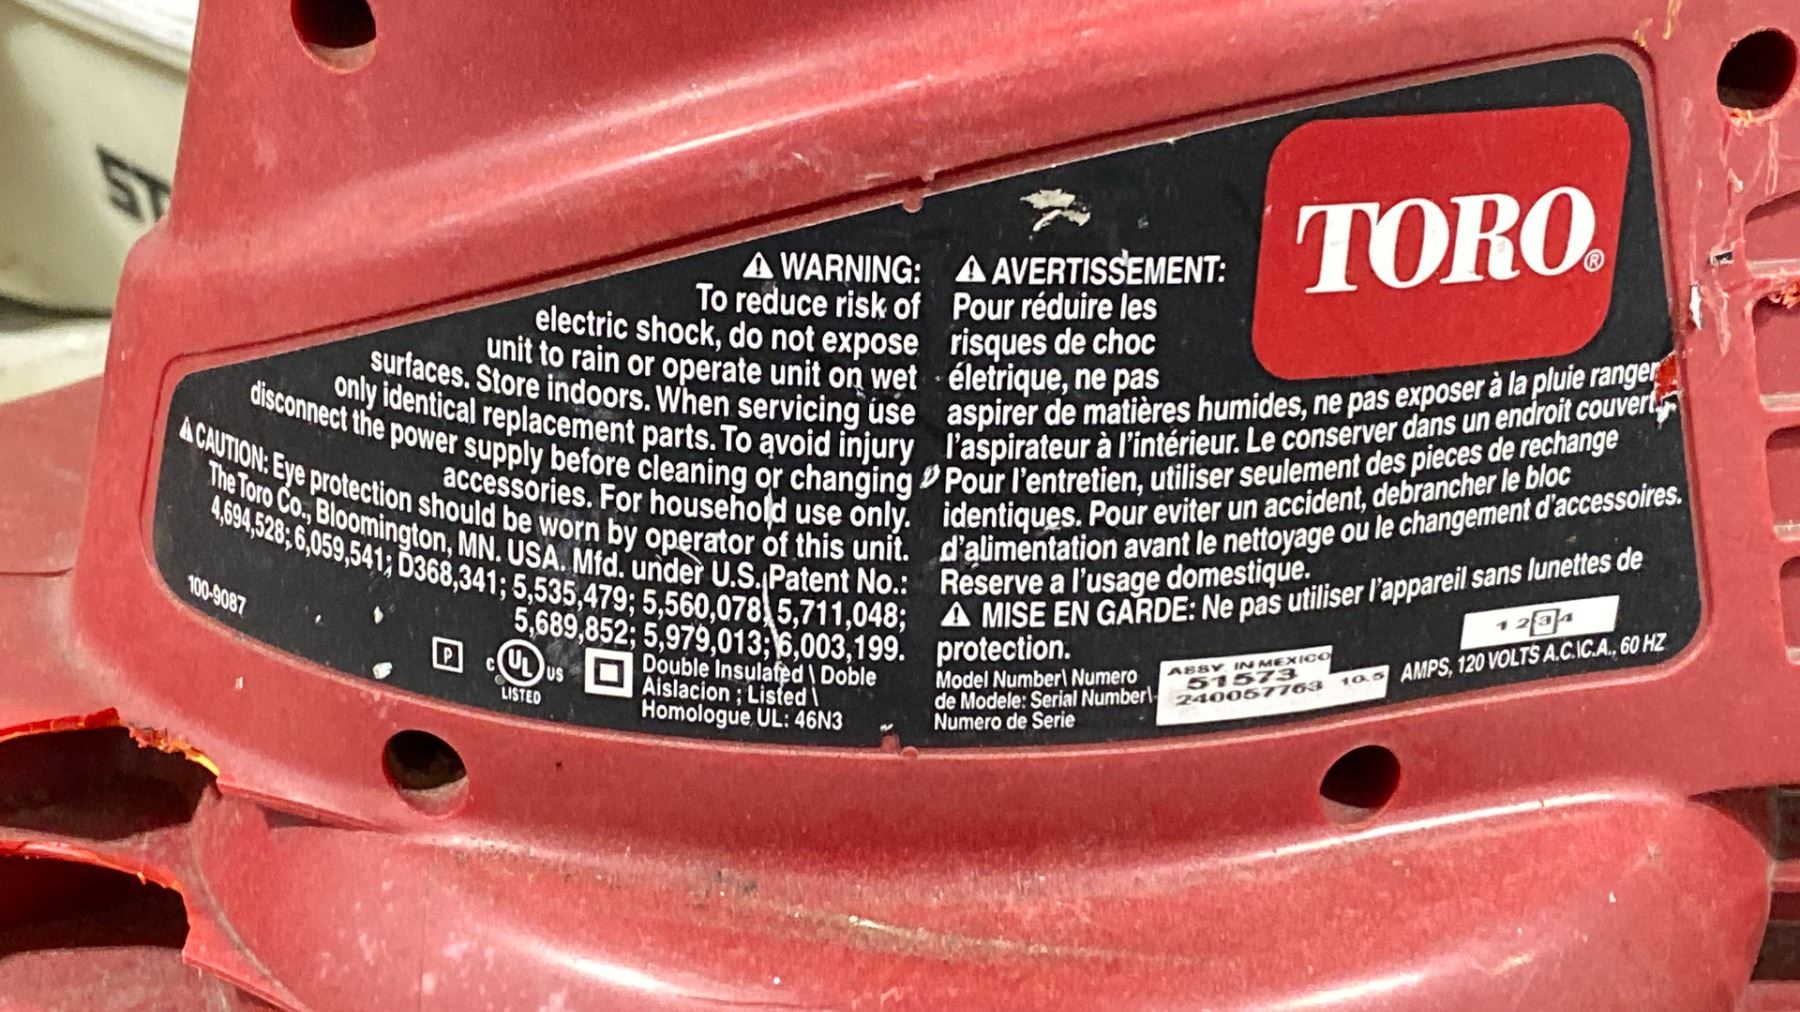 ST
TORO®
⚠ WARNING:
To reduce risk of
electric shock, do not expose
unit to rain or operate unit on wet
surfaces. Store indoors. When servicing use
only identical replacement parts. To avoid injury
disconnect the power supply before cleaning or changing
accessories. For household use only.
⚠ CAUTION: Eye protection should be worn by operator of this unit.
The Toro Co., Bloomington, MN. USA. Mfd. under U.S. Patent No.:
4,694,528; 6,059,541; D368,341; 5,535,479; 5,560,078; 5,711,048;
5,689,852; 5,979,013; 6,003,199.
100-9087
P
C UL US
LISTED
Double Insulated \ Doble
Aislacion ; Listed \
Homologue UL: 46N3
⚠ AVERTISSEMENT:
Pour réduire les
risques de choc
életrique, ne pas
aspirer de matières humides, ne pas exposer à la pluie ranger
l'aspirateur à l'intérieur. Le conserver dans un endroit couvert.
Pour l'entretien, utiliser seulement des pieces de rechange
identiques. Pour eviter un accident, debrancher le bloc
d'alimentation avant le nettoyage ou le changement d'accessoires.
Reserve a l'usage domestique.
⚠ MISE EN GARDE: Ne pas utiliser l'appareil sans lunettes de
protection.
Model Number\ Numero
de Modele: Serial Number\
Numero de Serie
ASSY IN MEXICO
51573
240057763 10.5
1 2 3 4
AMPS, 120 VOLTS A.C.\C.A., 60 HZ